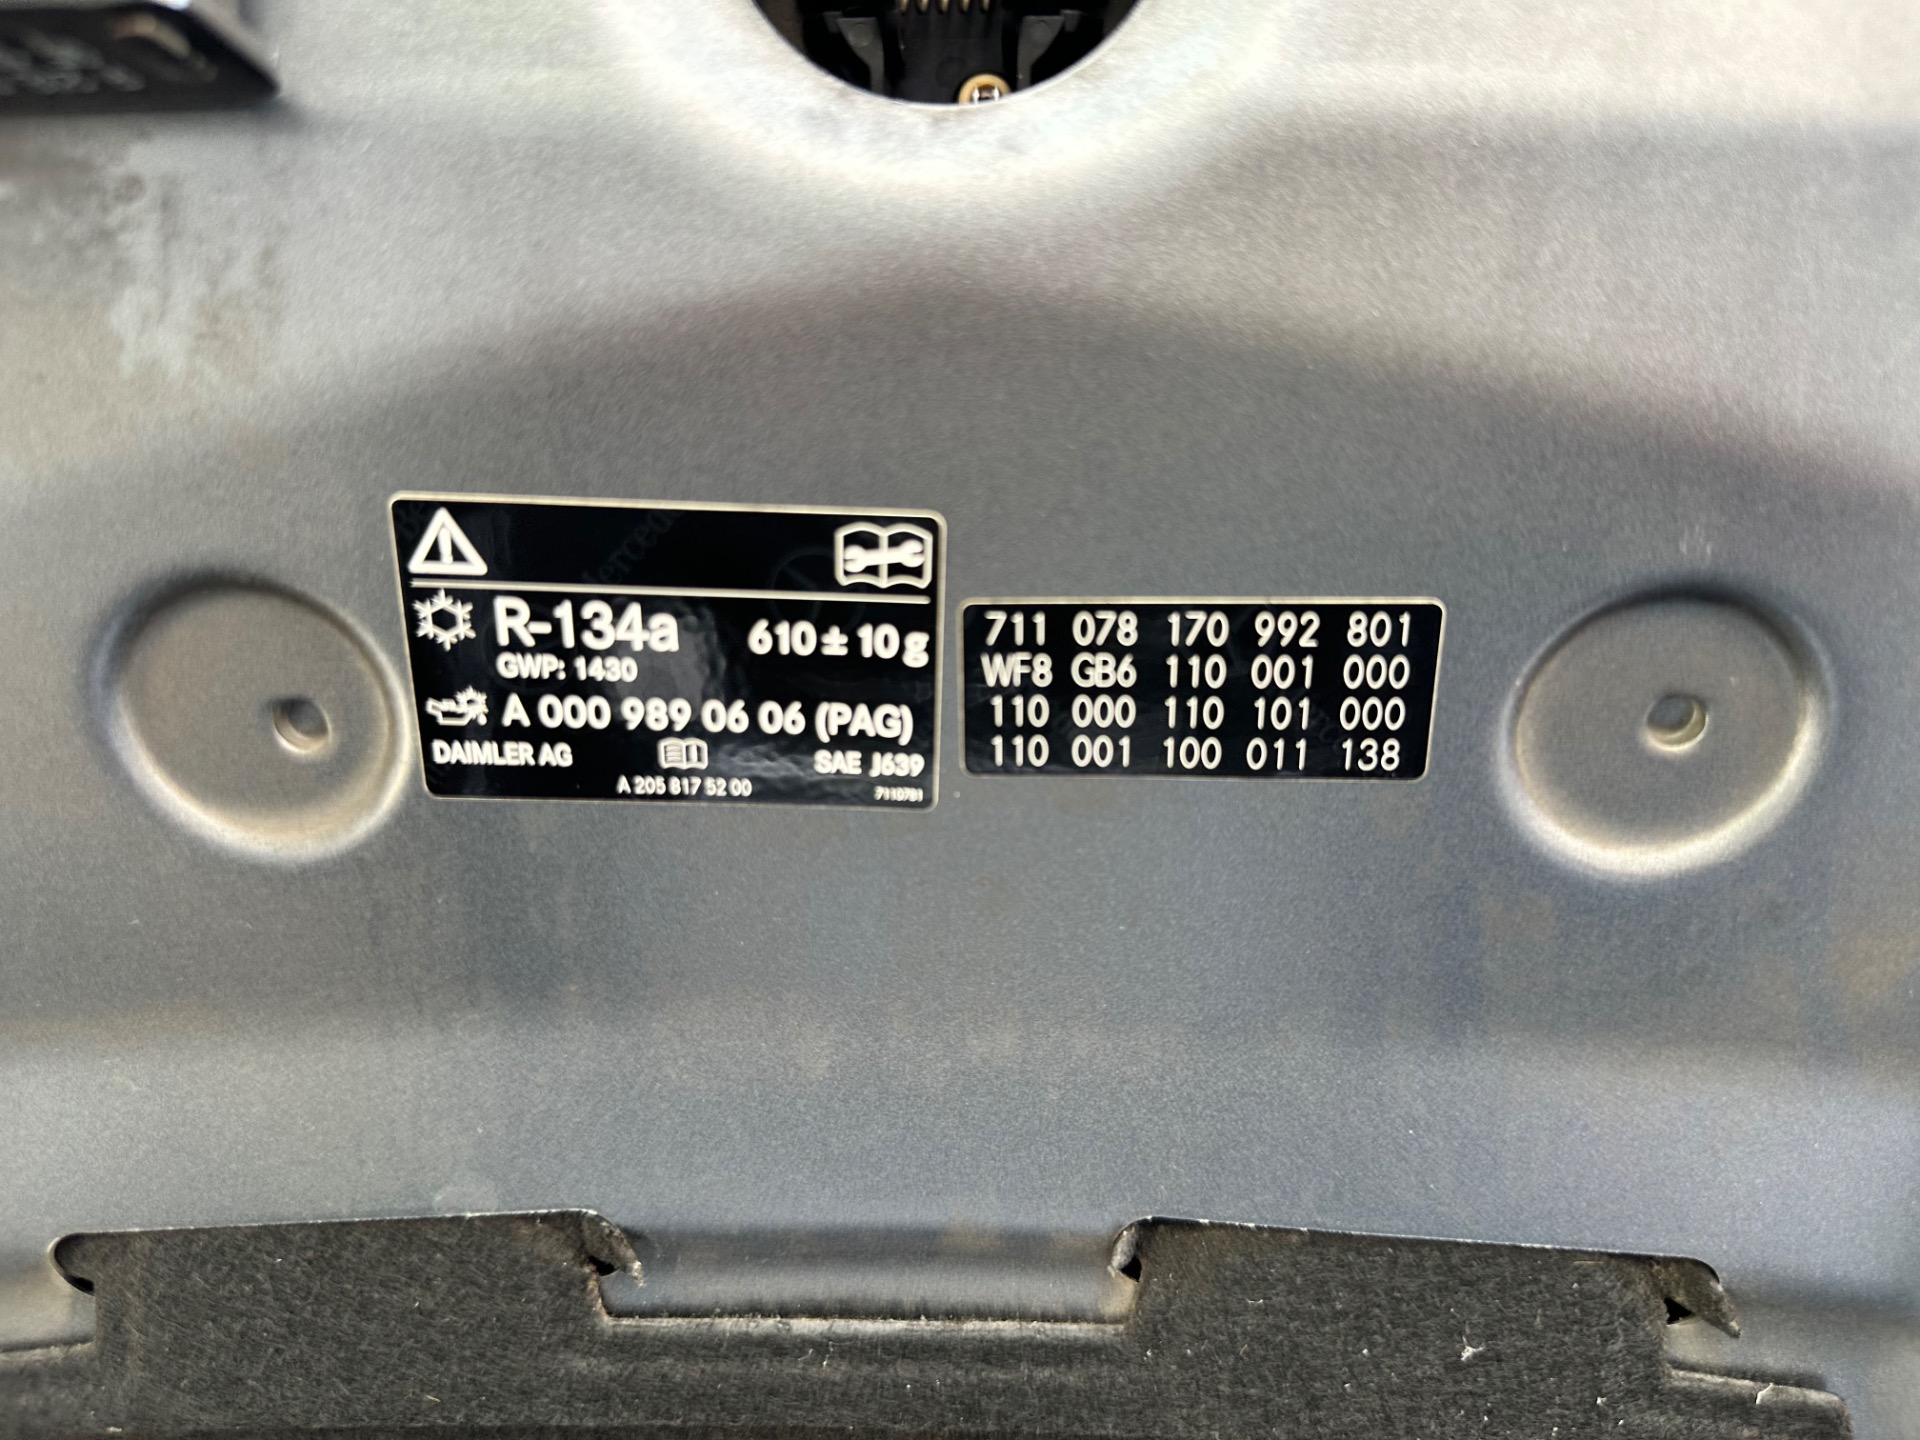 R-134a 610 ± 10 g
GWP: 1430
A 000 989 06 06 (PAG)
DAIMLER AG SAE J639
A 205 817 52 00
711 078 170 992 801
WF8 GB6 110 001 000
110 000 110 101 000
110 001 100 011 138